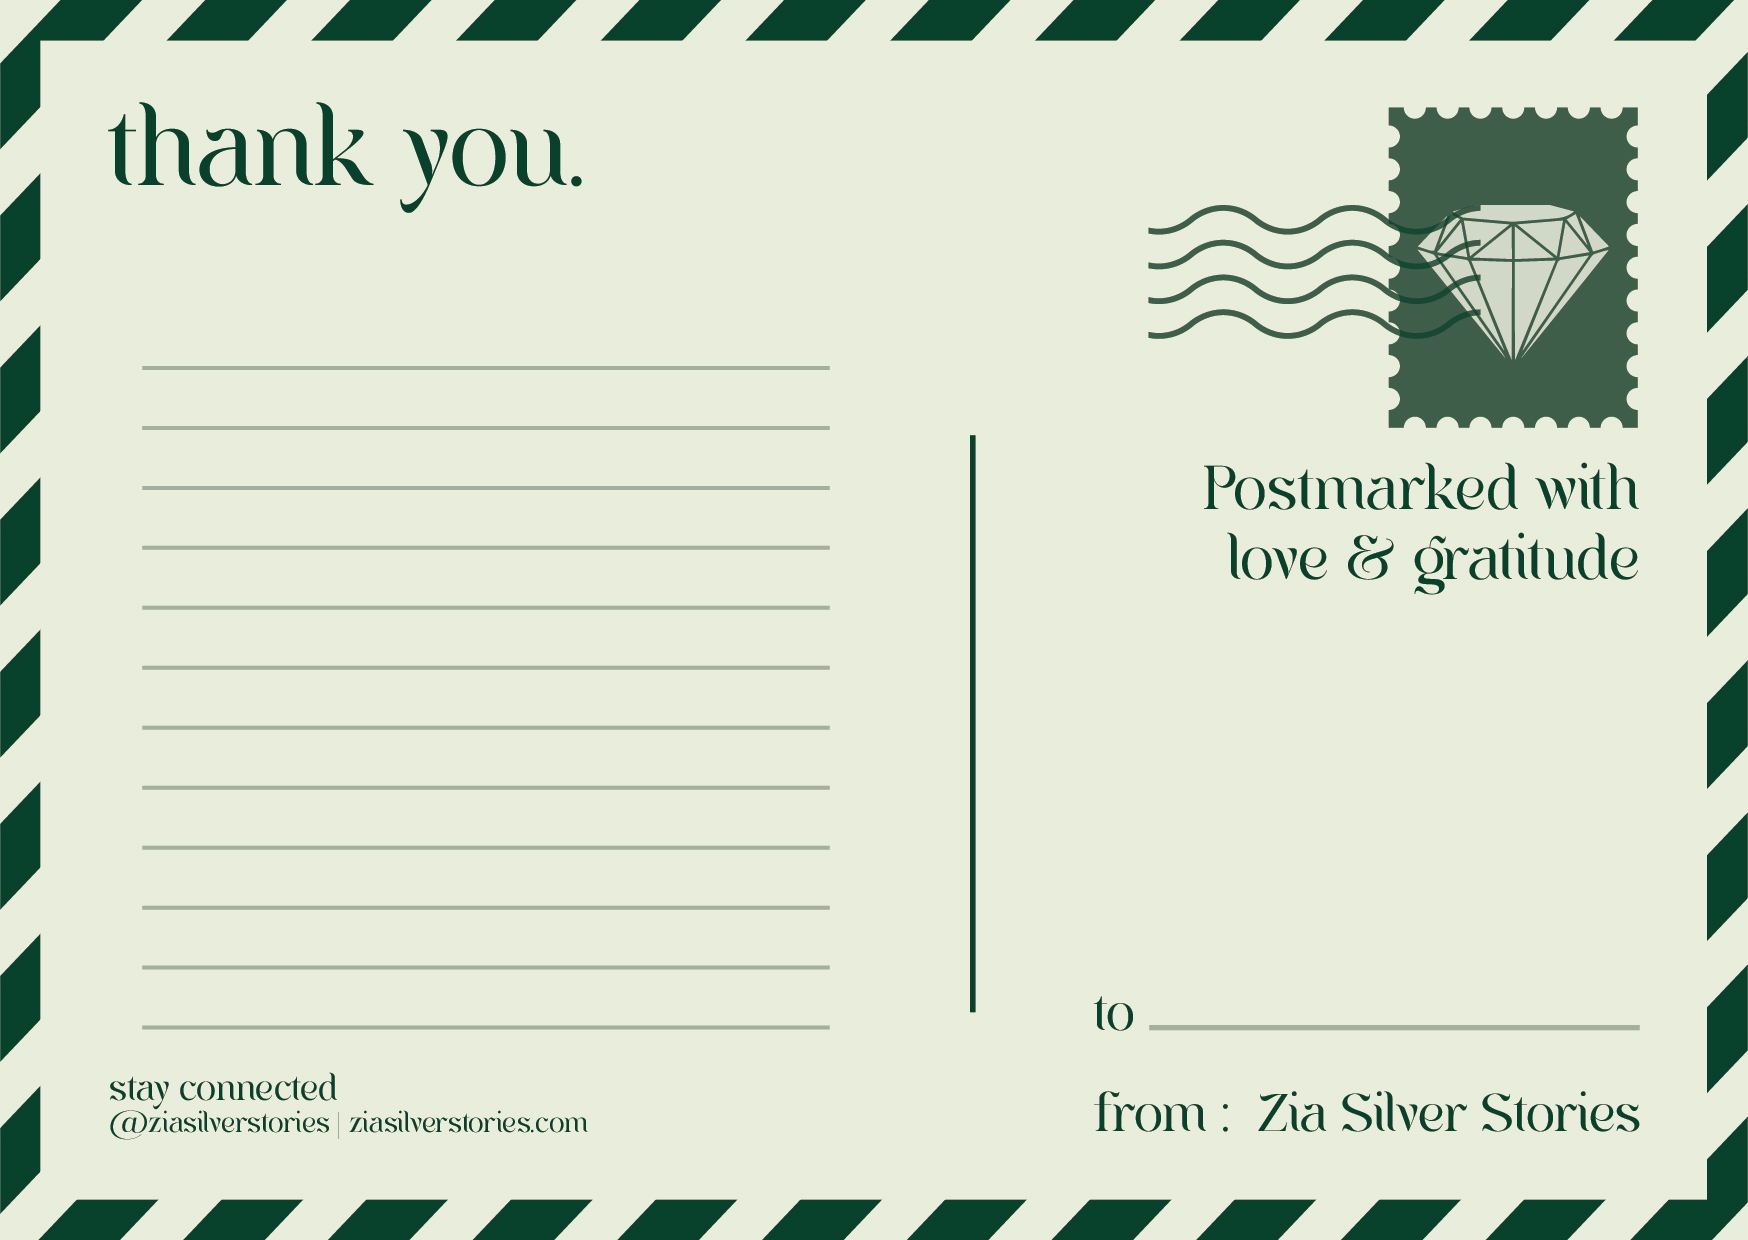 thank you.
Postmarked with
love & gratitude
to
from : Zia Silver Stories
stay connected
@ziasilverstories | ziasilverstories.com